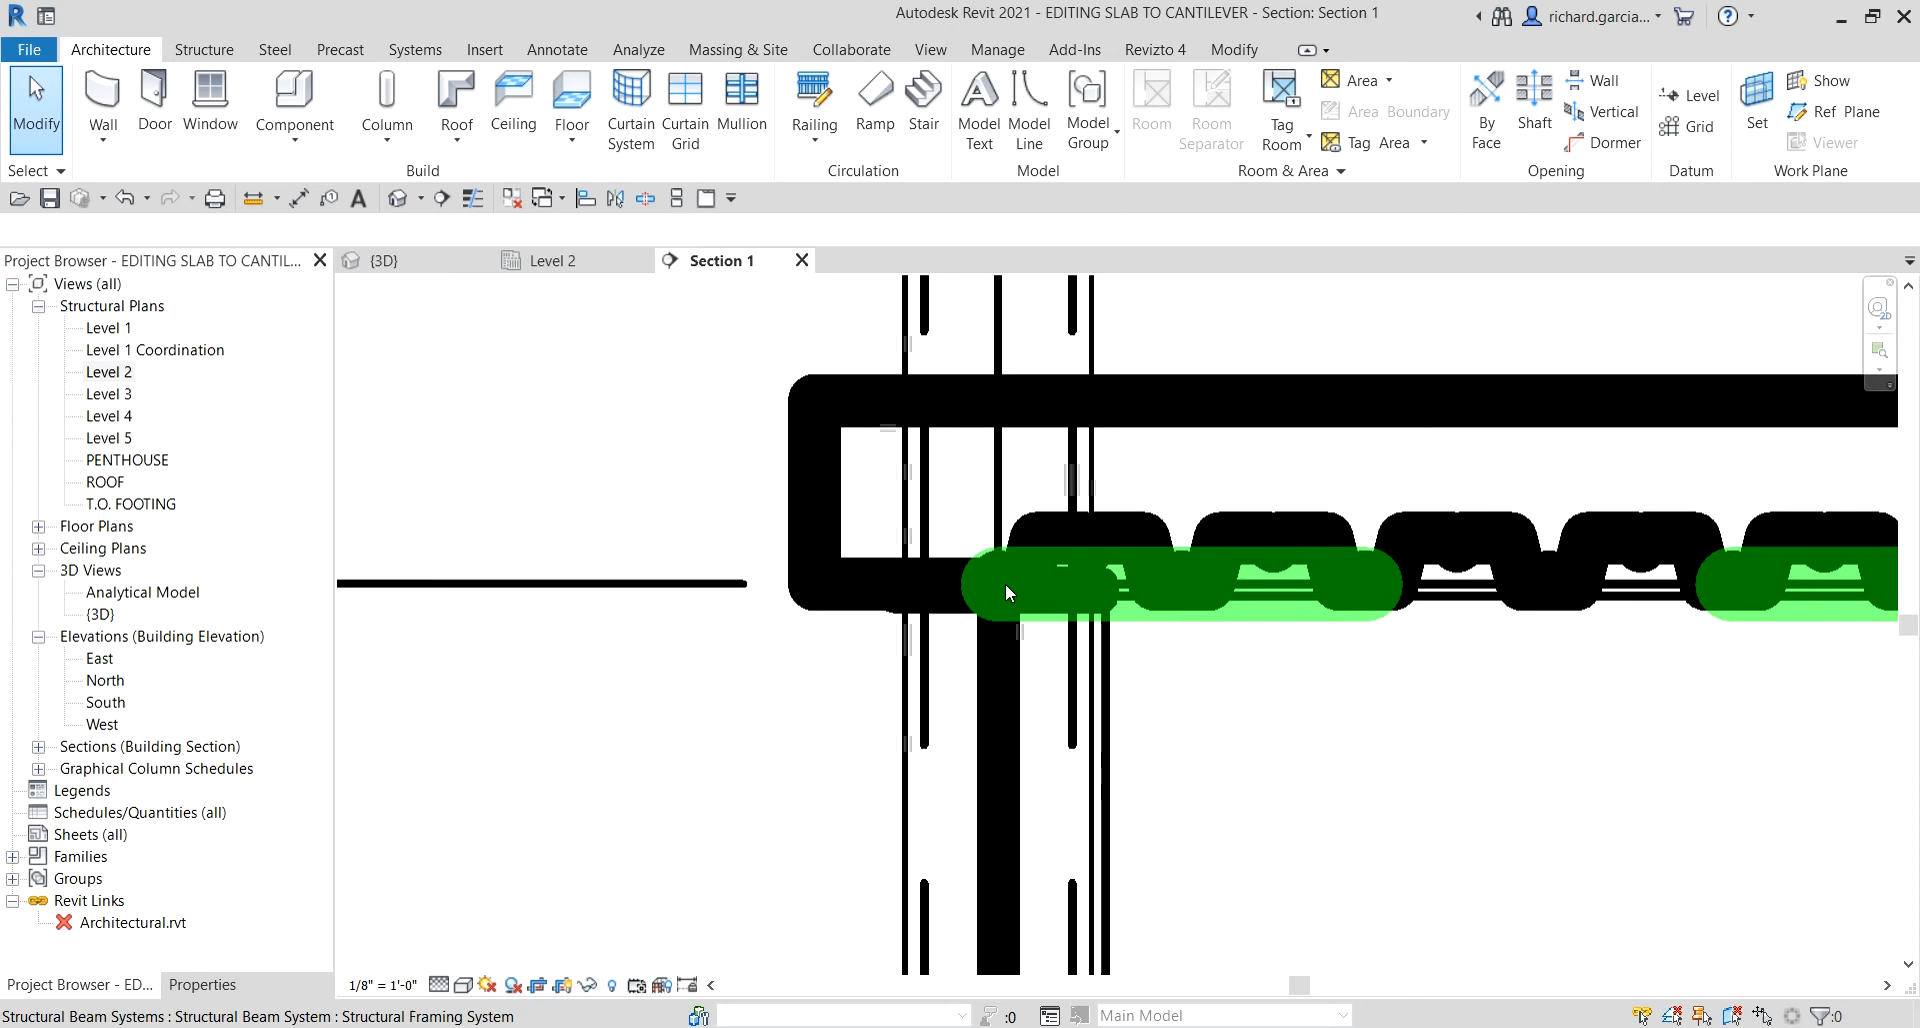 Autodesk Revit 2021 - EDITING SLAB TO CANTILEVER - Section: Section 1
richard.garcia...
File Architecture Structure Steel Precast Systems Insert Annotate Analyze Massing & Site Collaborate View Manage Add-Ins Revizto 4 Modify
Modify Wall Door Window Component Column Roof Ceiling Floor Curtain System Curtain Grid Mullion Railing Ramp Stair Model Text Model Line Model Group Room Room Separator Tag Room
Area
Area Boundary
Tag Area
By Face Shaft
Wall
Vertical
Dormer
Level
Grid
Set
Show
Ref Plane
Viewer
Select Build Circulation Model Room & Area Opening Datum Work Plane
Project Browser - EDITING SLAB TO CANTIL...
{3D} Level 2 Section 1
Views (all)
Structural Plans
Level 1
Level 1 Coordination
Level 2
Level 3
Level 4
Level 5
PENTHOUSE
ROOF
T.O. FOOTING
Floor Plans
Ceiling Plans
3D Views
Analytical Model
{3D}
Elevations (Building Elevation)
East
North
South
West
Sections (Building Section)
Graphical Column Schedules
Legends
Schedules/Quantities (all)
Sheets (all)
Families
Groups
Revit Links
Architectural.rvt
2D
Project Browser - ED... Properties
1/8" = 1'-0"
Structural Beam Systems : Structural Beam System : Structural Framing System
:0
Main Model
:0